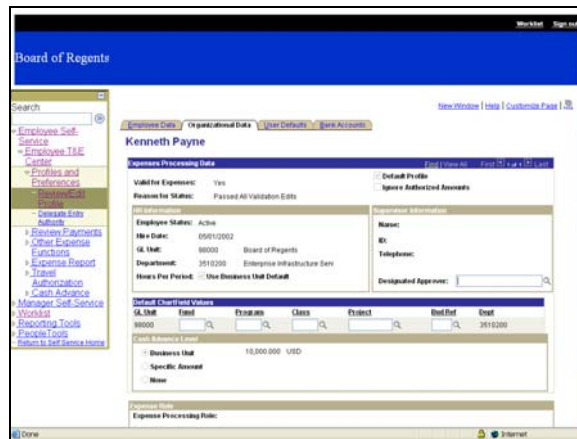 Worklist Sign out
Board of Regents
New Window | Help | Customize Page |
Search
Employee Self-Service
Employee T&E Center
Profiles and Preferences
Review/Edit Profile
Delegate Entry Authority
Review Payments
Other Expense Functions
Expense Report
Travel Authorization
Cash Advance
Manager Self-Service
Worklist
Reporting Tools
PeopleTools
Return to Self Service Home
Employee Data Organizational Data User Defaults Bank Accounts
Kenneth Payne
Expenses Processing Data Find | View All First 1 of 1 Last
Valid for Expenses: Yes
Reason for Status: Passed All Validation Edits
Default Profile
Ignore Authorized Amounts
HR Information
Employee Status: Active
Hire Date: 05/01/2002
GL Unit: 98000 Board of Regents
Department: 3510200 Enterprise Infrastructure Serv
Hours Per Period: Use Business Unit Default
Supervisor Information
Name:
ID:
Telephone:
Designated Approver:
Default Chartfield Values
GL Unit Fund Program Class Project Bud Ref Dept
98000 3510200
Cash Advance Level
Business Unit 10,000.000 USD
Specific Amount
None
Expense Role
Expense Processing Role:
Done Internet